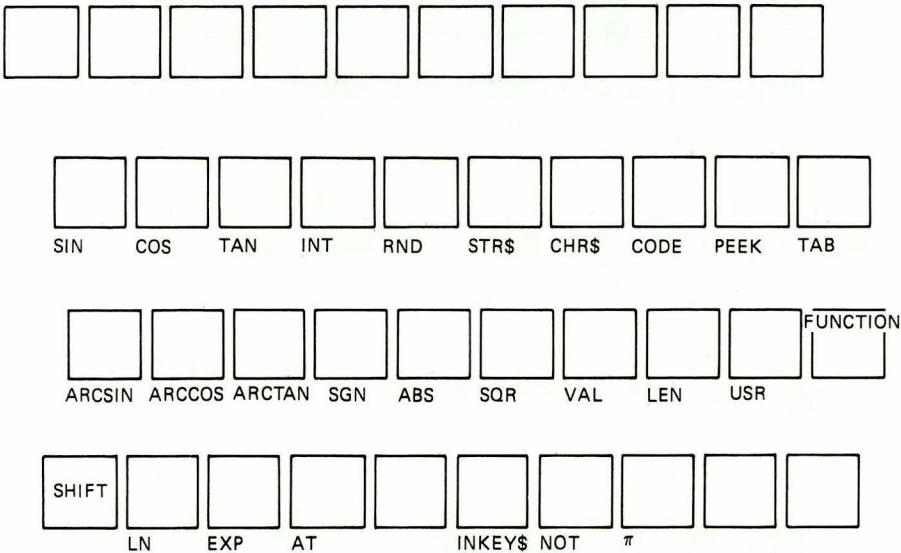 SIN COS TAN INT RND STR$ CHR$ CODE PEEK TAB
FUNCTION
ARCSIN ARCCOS ARCTAN SGN ABS SQR VAL LEN USR
SHIFT
LN EXP AT INKEY$ NOT π